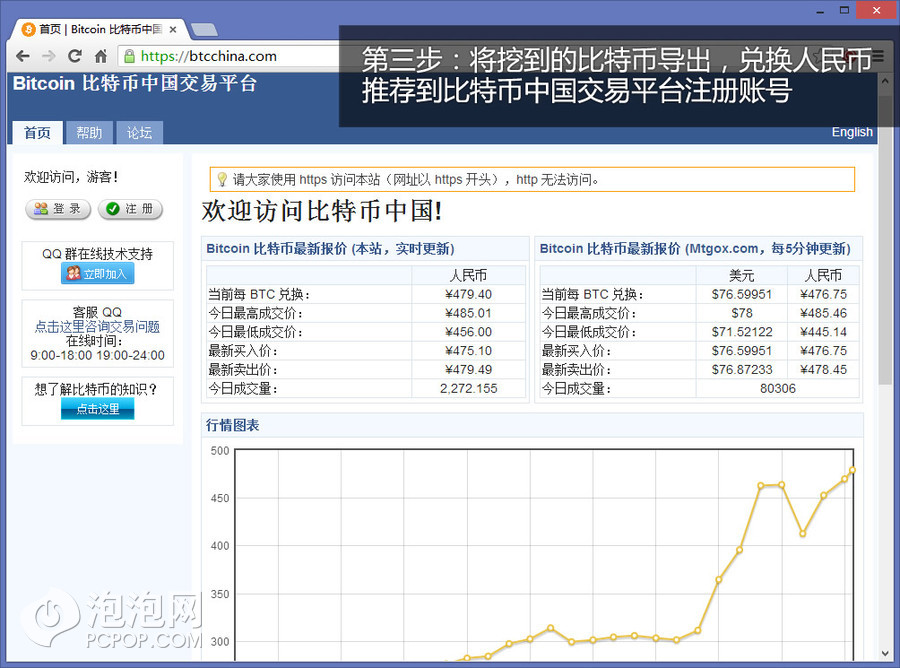 首页 | Bitcoin 比特币中国
https://btcchina.com
第三步：将挖到的比特币导出，兑换人民币
推荐到比特币中国交易平台注册账号
Bitcoin 比特币中国交易平台
首页 帮助 论坛
English
欢迎访问，游客！
登 录 注 册
QQ 群在线技术支持
立即加入
客服 QQ
点击这里咨询交易问题
在线时间：
9:00-18:00 19:00-24:00
想了解比特币的知识？
点击这里
请大家使用 https 访问本站（网址以 https 开头），http 无法访问。
欢迎访问比特币中国！
Bitcoin 比特币最新报价 (本站，实时更新)
人民币
当前每 BTC 兑换： ¥479.40
今日最高成交价： ¥485.01
今日最低成交价： ¥456.00
最新买入价： ¥475.10
最新卖出价： ¥479.49
今日成交量： 2,272.155
Bitcoin 比特币最新报价 (Mtgox.com，每5分钟更新)
美元 人民币
当前每 BTC 兑换： $76.59951 ¥476.75
今日最高成交价： $78 ¥485.46
今日最低成交价： $71.52122 ¥445.14
最新买入价： $76.59951 ¥476.75
最新卖出价： $76.87233 ¥478.45
今日成交量： 80306
行情图表
500
450
400
350
300
泡泡网
PCPOP.COM